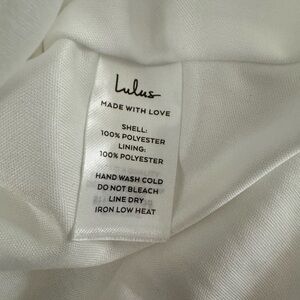 Lulus
MADE WITH LOVE
SHELL:
100% POLYESTER
LINING:
100% POLYESTER
HAND WASH COLD
DO NOT BLEACH
LINE DRY
IRON LOW HEAT